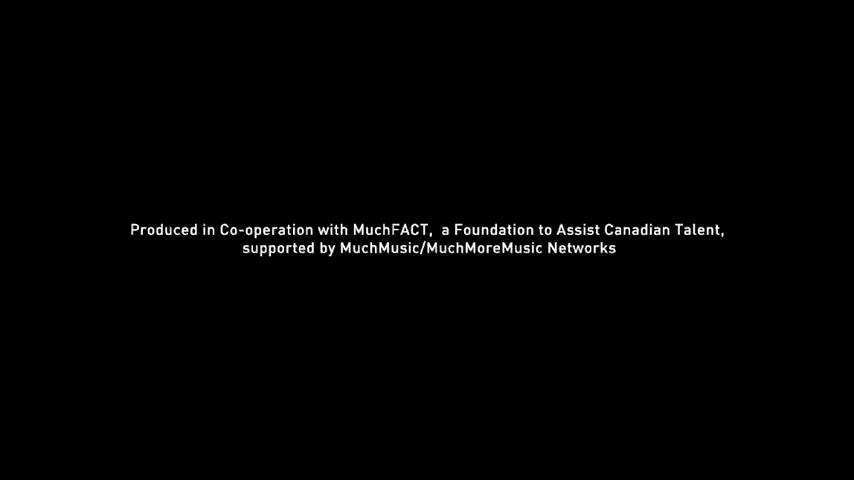 Produced in Co-operation with MuchFACT,  a Foundation to Assist Canadian Talent,
supported by MuchMusic/MuchMoreMusic Networks